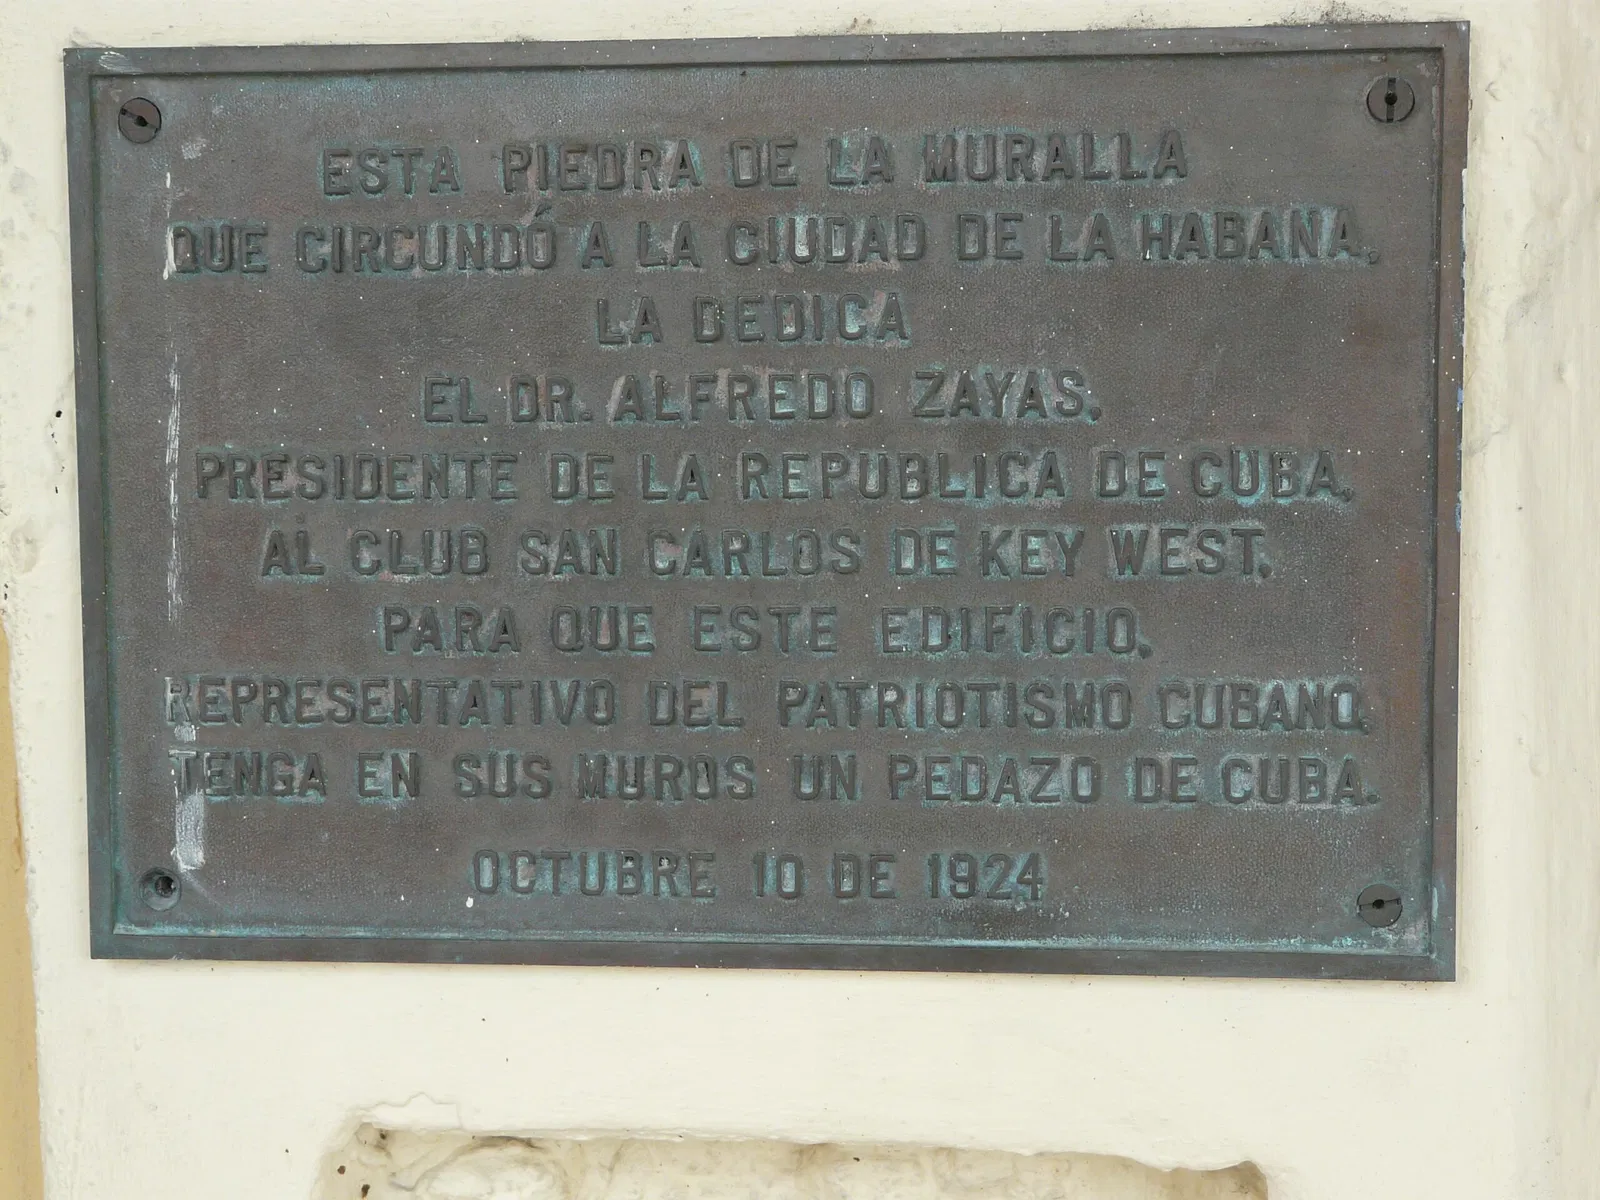 ESTA PIEDRA DE LA MURALLA
QUE CIRCUNDÓ A LA CIUDAD DE LA HABANA,
LA DEDICA
EL DR. ALFREDO ZAYAS,
PRESIDENTE DE LA REPUBLICA DE CUBA,
AL CLUB SAN CARLOS DE KEY WEST,
PARA QUE ESTE EDIFICIO,
REPRESENTATIVO DEL PATRIOTISMO CUBANO,
TENGA EN SUS MUROS UN PEDAZO DE CUBA.
OCTUBRE 10 DE 1924